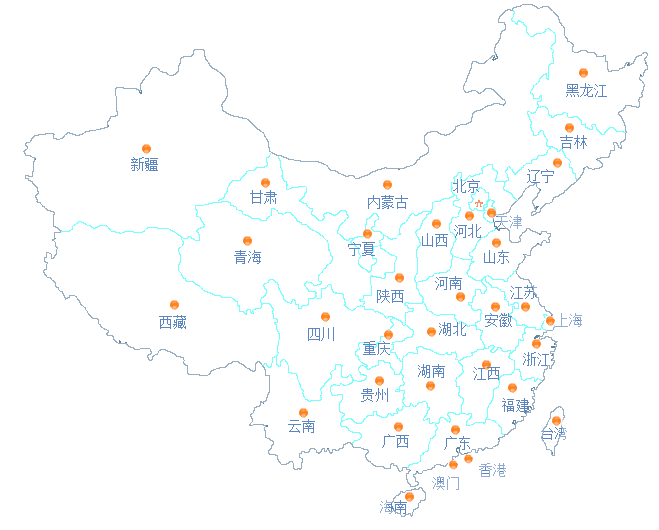 黑龙江
吉林
新疆
辽宁
北京
甘肃
内蒙古
天津
河北
山西
宁夏
青海
山东
河南
江苏
陕西
西藏
安徽
上海
四川
湖北
重庆
浙江
湖南
江西
贵州
福建
云南
台湾
广西
广东
香港
澳门
海南